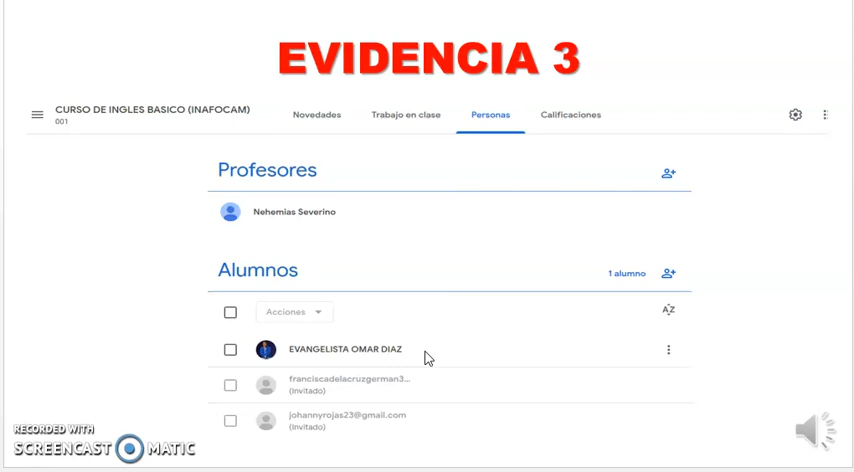 EVIDENCIA 3
CURSO DE INGLES BASICO (INAFOCAM)
001
Novedades
Trabajo en clase
Personas
Calificaciones
Profesores
Nehemias Severino
Alumnos
1 alumno
Acciones
AZ
EVANGELISTA OMAR DIAZ
franciscadelacruzgerman3...
(Invitado)
johannyrojas23@gmail.com
(Invitado)
RECORDED WITH
SCREENCAST MATIC